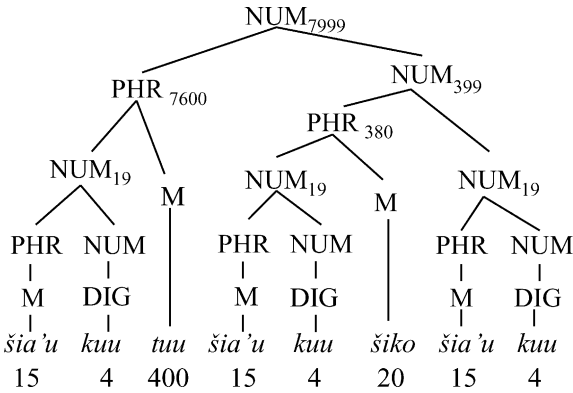 NUM7999
PHR 7600 NUM399
PHR 380
NUM19 M NUM19 M NUM19
PHR NUM PHR NUM PHR NUM
M DIG M DIG M DIG
šia’u kuu tuu šia’u kuu šiko šia’u kuu
15 4 400 15 4 20 15 4